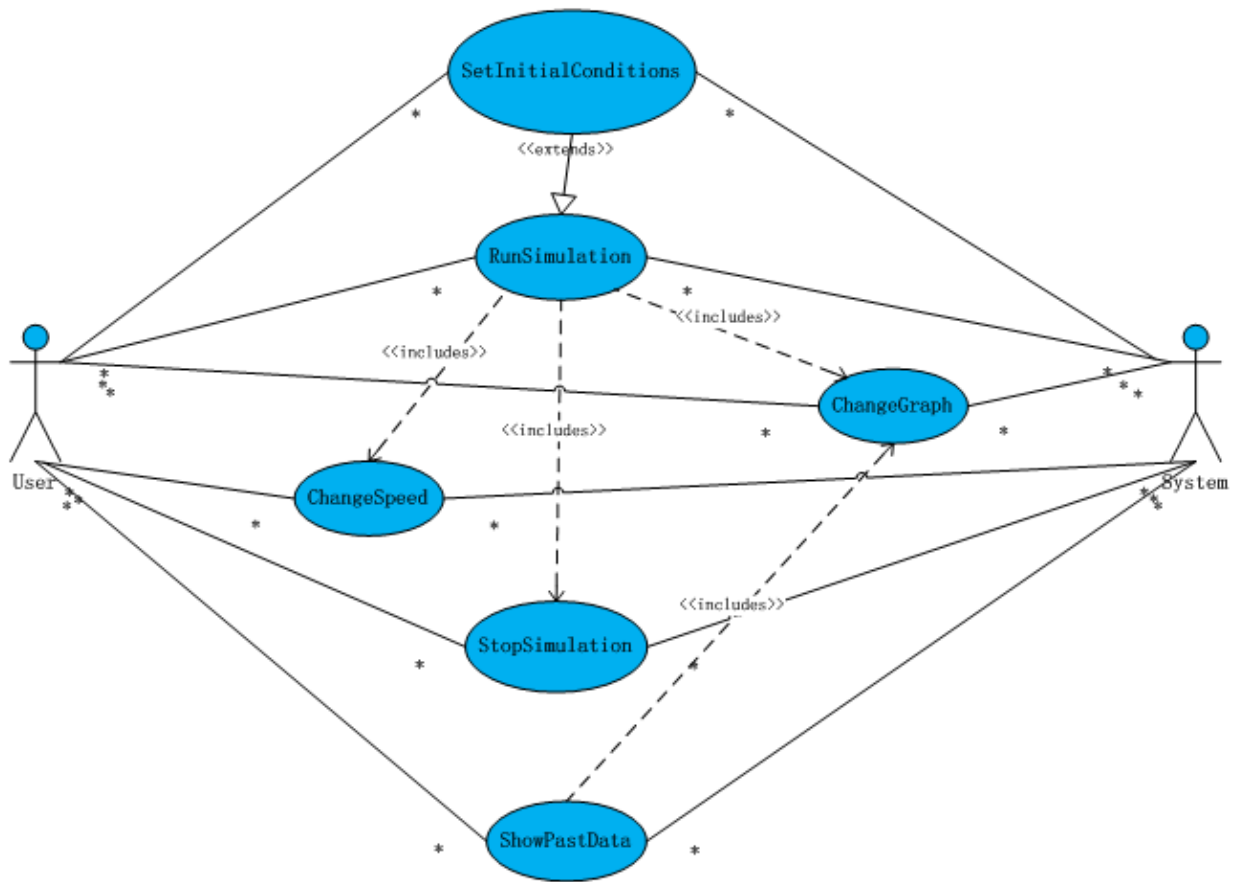 SetInitialConditions
*
*
<<extends>>
RunSimulation
*
*
<<includes>>
<<includes>>
*
*
*
*
*
*
ChangeGraph
*
*
<<includes>>
User
System
ChangeSpeed
*
*
*
*
*
*
*
*
<<includes>>
StopSimulation
*
*
ShowPastData
*
*